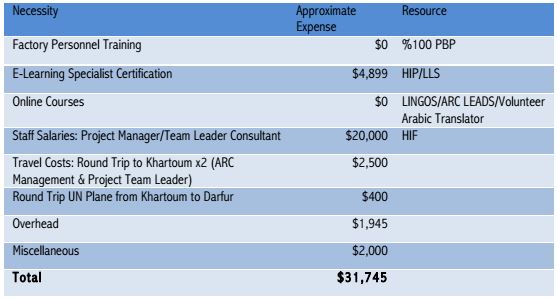 Necessity Approximate Expense Resource
Factory Personnel Training $0 %100 PBP
E-Learning Specialist Certification $4,899 HIP/LLS
Online Courses $0 LINGOS/ARC LEADS/Volunteer
Arabic Translator
Staff Salaries: Project Manager/Team Leader Consultant $20,000 HIF
Travel Costs: Round Trip to Khartoum x2 (ARC $2,500
Management & Project Team Leader)
Round Trip UN Plane from Khartoum to Darfur $400
Overhead $1,945
Miscellaneous $2,000
Total $31,745